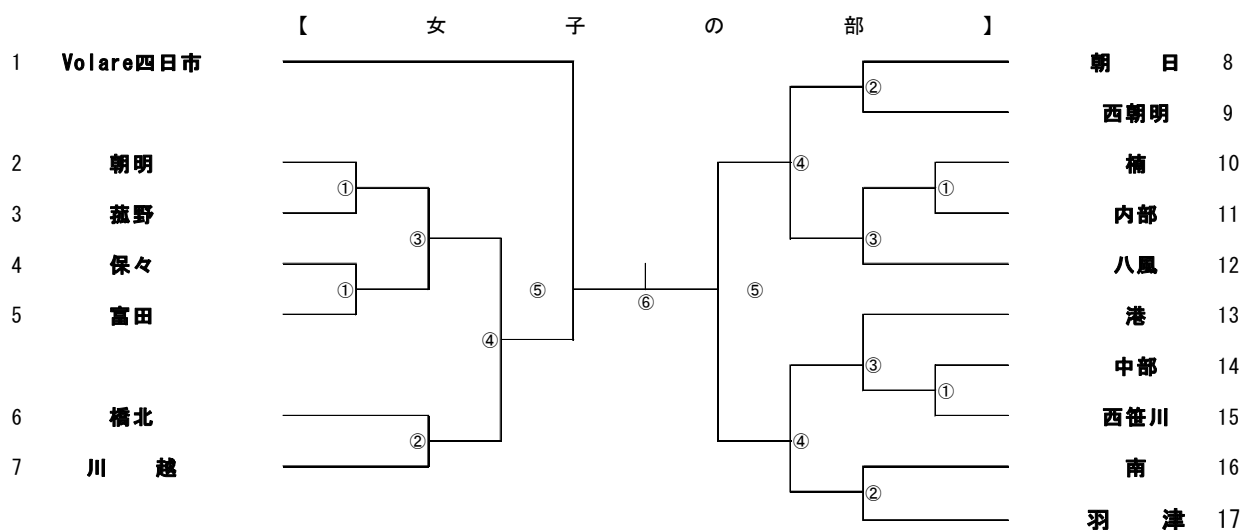 【 女 子 の 部 】
1 Volare四日市 朝 日 8
② 
西朝明 9
2 朝明 ④ 楠 10
① ①
3 菰野 内部 11
③ ③
4 保々 八風 12
① ⑤ ⑤
⑥
5 富田 港 13
④ ③ 中部 14
①
6 橋北 西笹川 15
② ④
7 川 越 南 16
②
羽 津 17